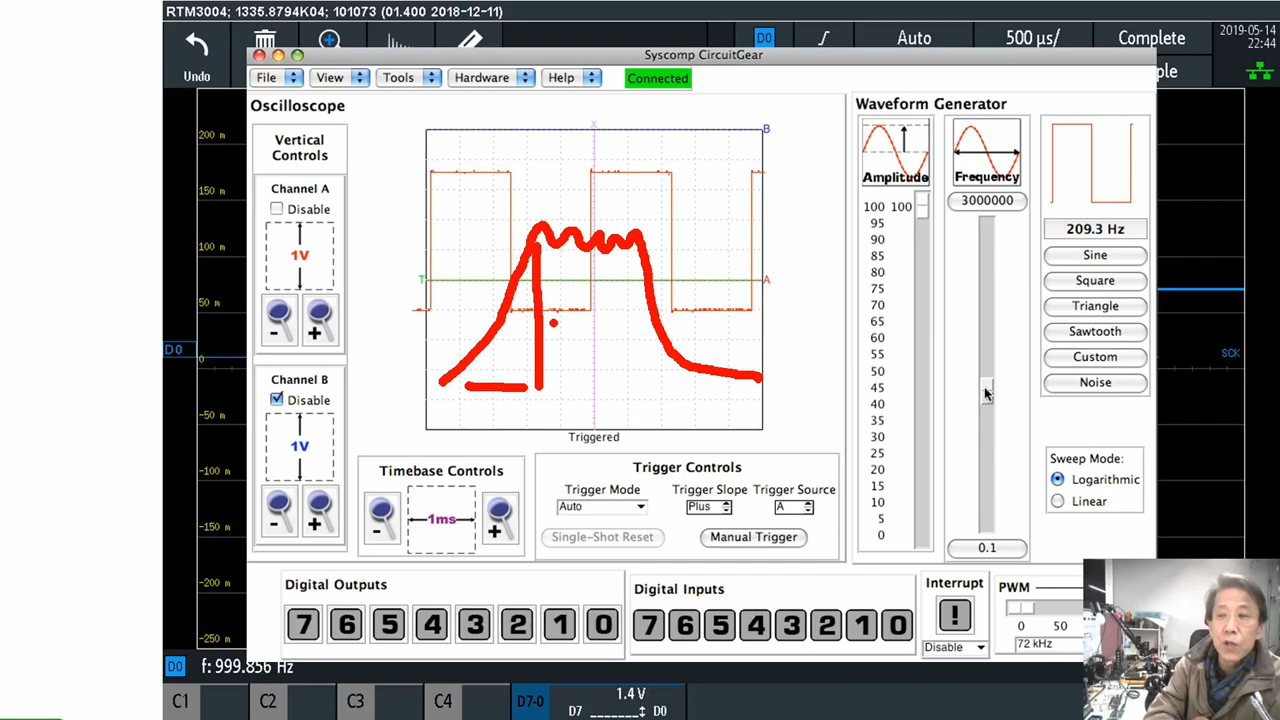 RTM3004; 1335.8794K04; 101073 (01.400 2018-12-11)
Undo
D0
Auto
500 µs/
Complete
2019-05-14
22:44
ple
Syscomp CircuitGear
File
View
Tools
Hardware
Help
Connected
Oscilloscope
Vertical
Controls
Channel A
Disable
1V
-
+
Channel B
Disable
1V
-
+
200 m
150 m
100 m
50 m
0
-50 m
-100 m
-150 m
-200 m
-250 m
D0
X
B
T
A
Triggered
Timebase Controls
-
1ms
+
Trigger Controls
Trigger Mode
Trigger Slope
Trigger Source
Auto
Plus
A
Single-Shot Reset
Manual Trigger
Waveform Generator
Amplitude
100
100
95
90
85
80
75
70
65
60
55
50
45
40
35
30
25
20
15
10
5
0
Frequency
3000000
0.1
209.3 Hz
Sine
Square
Triangle
Sawtooth
Custom
Noise
Sweep Mode:
Logarithmic
Linear
SCK
Digital Outputs
7 6 5 4 3 2 1 0
Digital Inputs
7 6 5 4 3 2 1 0
Interrupt
!
Disable
PWM
0 50
72 kHz
D0
f: 999.856 Hz
C1
C2
C3
C4
D7-0
1.4 V
D7
D0